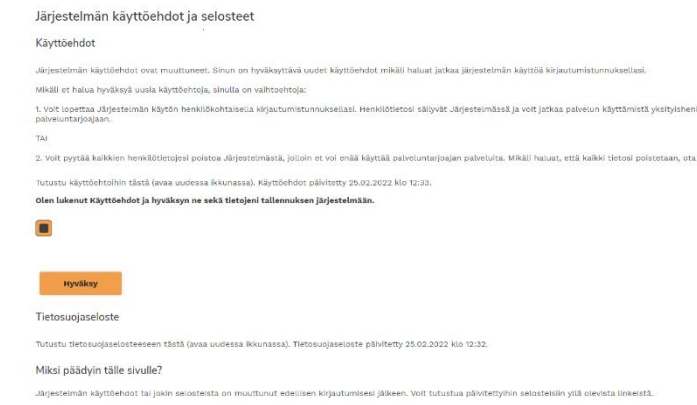 Järjestelmän käyttöehdot ja selosteet
Käyttöehdot
Järjestelmän käyttöehdot ovat muuttuneet. Sinun on hyväksyttävä uudet käyttöehdot mikäli haluat jatkaa järjestelmän käyttöä kirjautumistunnuksellasi.
Mikäli et halua hyväksyä uusia käyttöehtoja, sinulla on vaihtoehtoja:
1. Voit lopettaa Järjestelmän käytön henkilökohtaisella kirjautumistunnuksellasi. Henkilötietosi säilyvät Järjestelmässä ja voit jatkaa palvelun käyttämistä yksityishenl
palveluntarjoajaan.
TAI
2. Voit pyytää kaikkien henkilötietojesi poistoa Järjestelmästä, jolloin et voi enää käyttää palveluntarjoajan palveluita. Mikäli haluat, että kaikki tietosi poistetaan, ota
Tutustu käyttöehtoihin tästä (avaa uudessa ikkunassa). Käyttöehdot päivitetty 25.02.2022 klo 12:33.
Olen lukenut Käyttöehdot ja hyväksyn ne sekä tietojeni tallennuksen järjestelmään.
Hyväksy
Tietosuojaseloste
Tutustu tietosuojaselosteeseen tästä (avaa uudessa ikkunassa). Tietosuojaseloste päivitetty 25.02.2022 klo 12:32.
Miksi päädyin tälle sivulle?
Järjestelmän käyttöehdot tai jokin selosteista on muuttunut edellisen kirjautumisesi jälkeen. Voit tutustua päivitettyihin selosteisiin yllä olevista linkeistä.